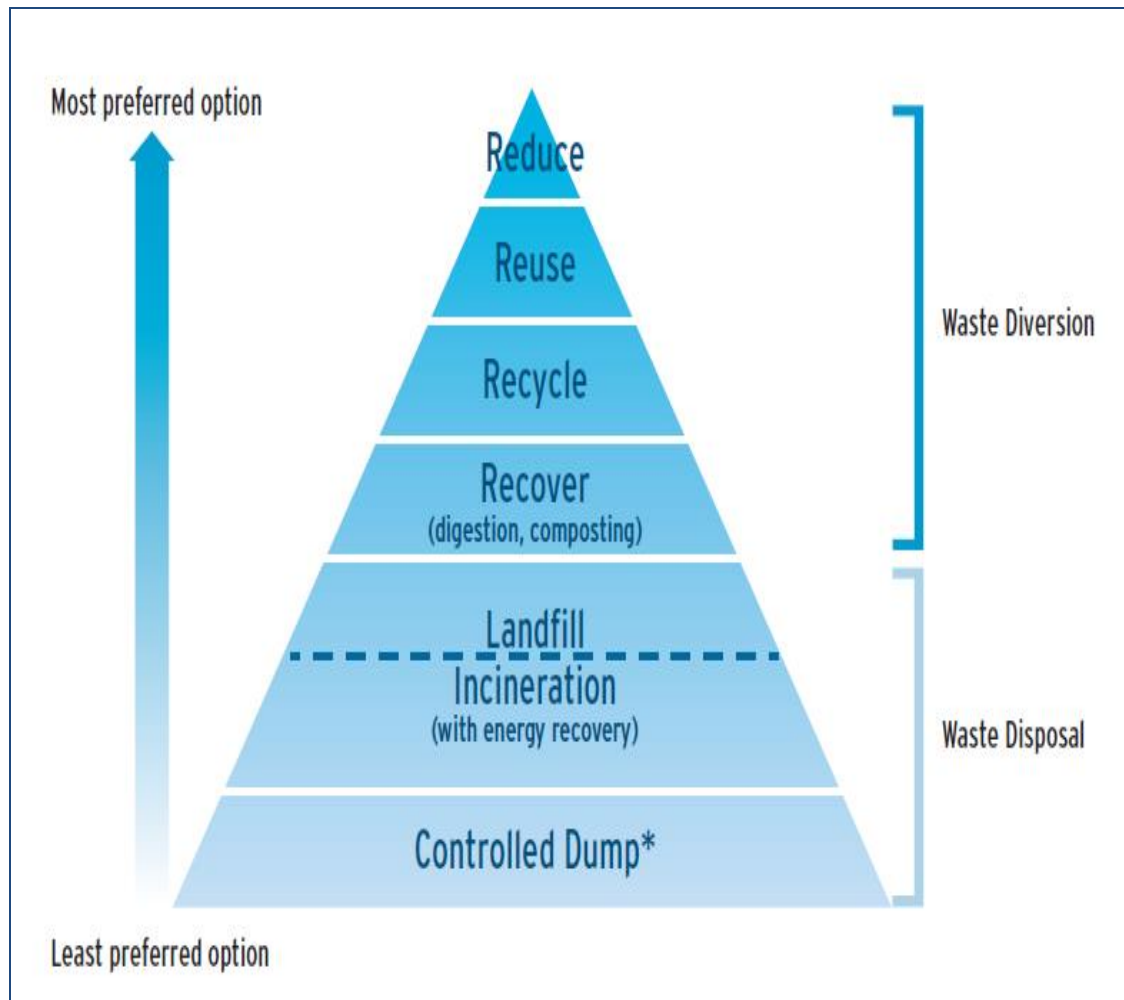 Most preferred option
Reduce
Reuse
Recycle
Recover
(digestion, composting)
Waste Diversion
Landfill
Incineration
(with energy recovery)
Waste Disposal
Controlled Dump*
Least preferred option